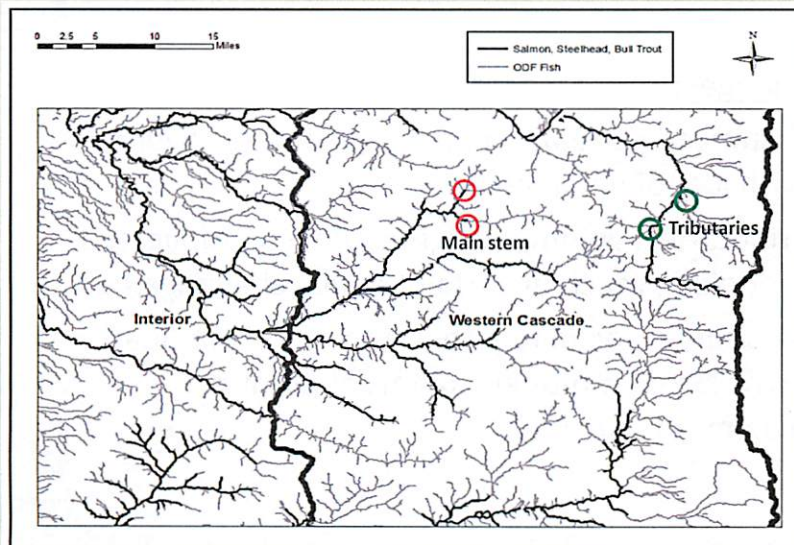 0 2.5 5 10 15
Miles
Salmon, Steelhead, Bull Trout
ODF Fish
N
Tributaries
Main stem
Interior
Western Cascade